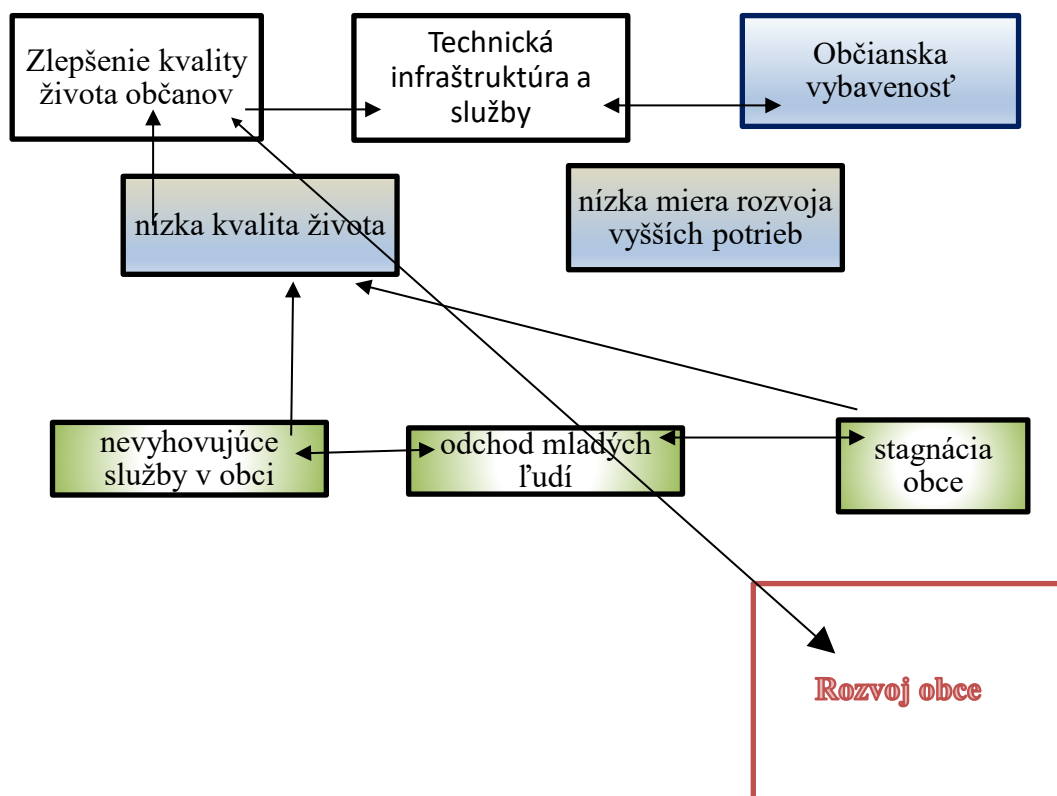 Zlepšenie kvality
života občanov
Technická
infraštruktúra a
služby
Občianska
vybavenosť
nízka kvalita života
nízka miera rozvoja
vyšších potrieb
nevyhovujúce
služby v obci
odchod mladých
ľudí
stagnácia
obce
Rozvoj obce